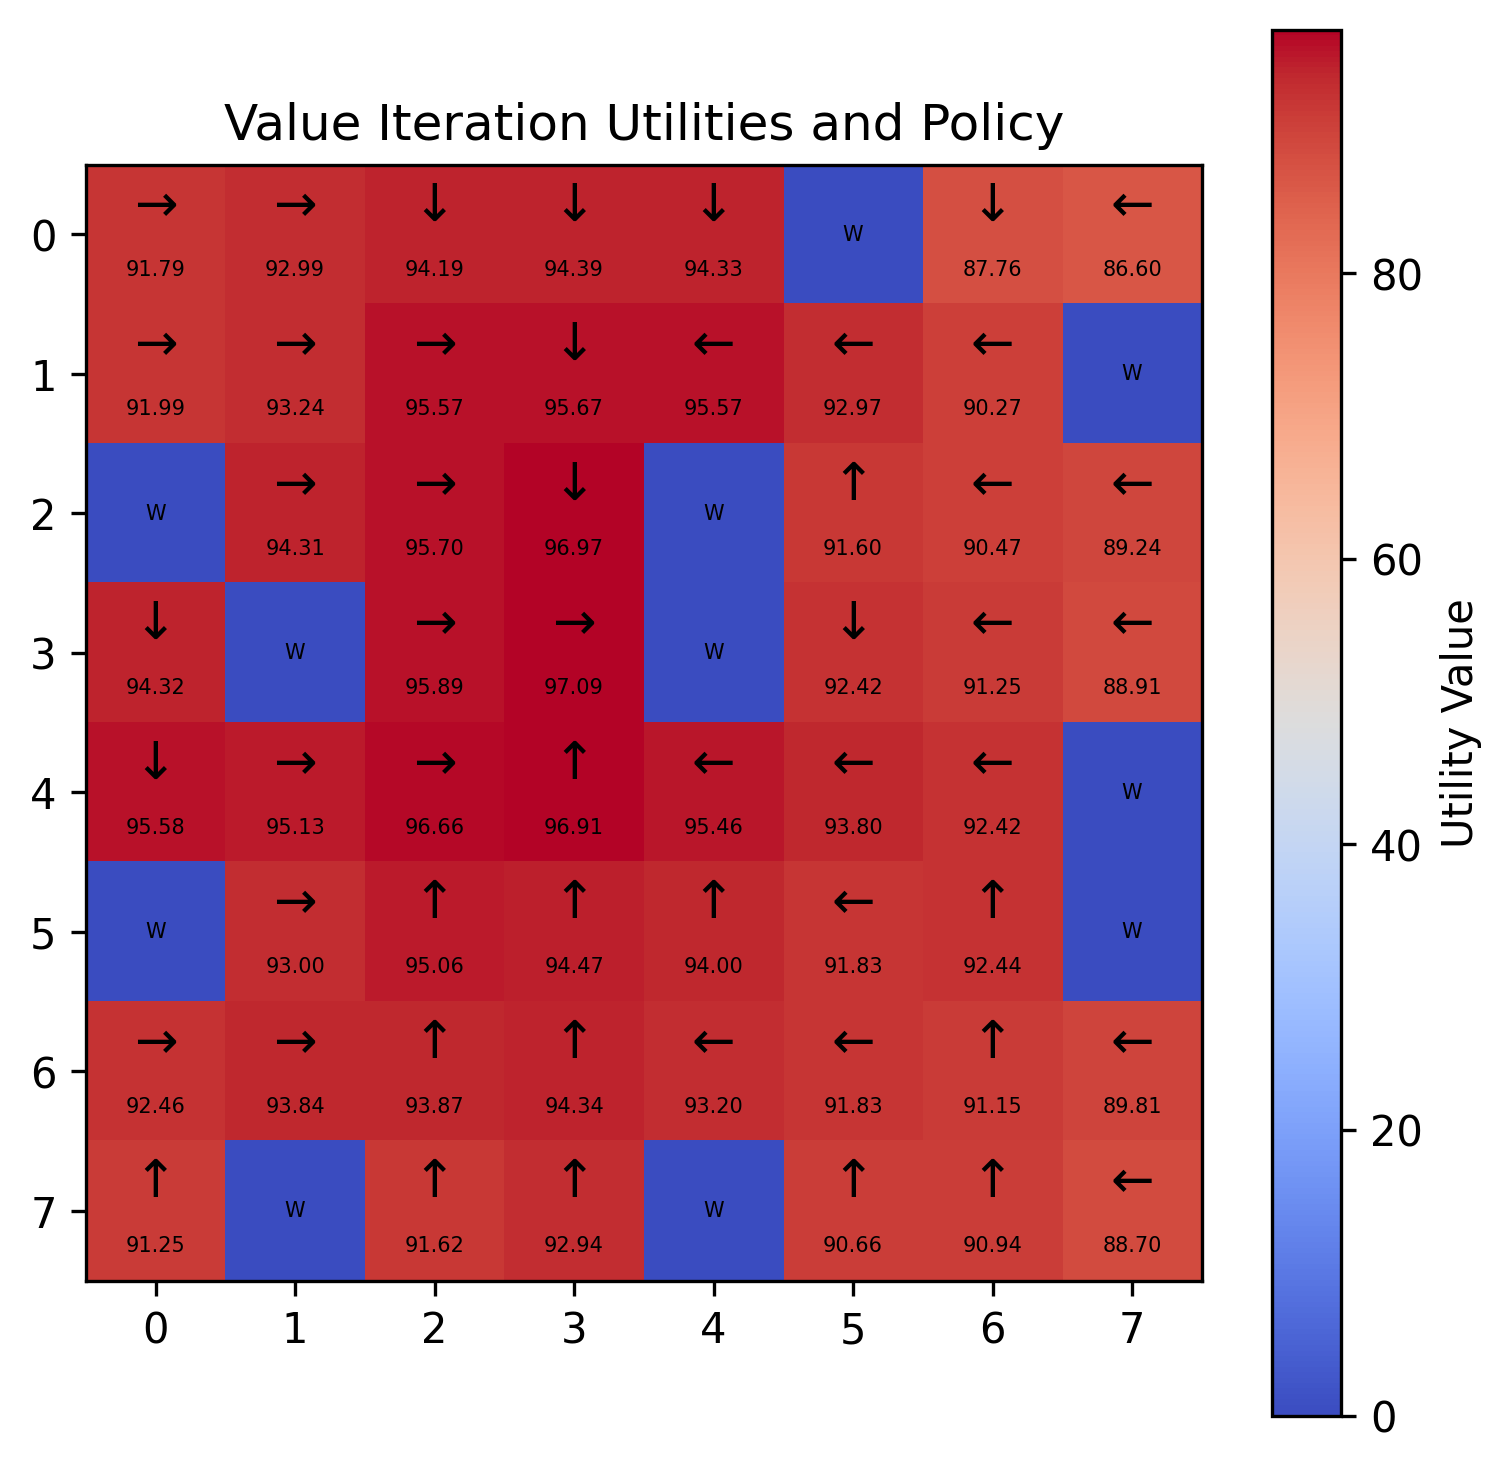 Value Iteration Utilities and Policy
0 → → ↓ ↓ ↓ W ↓ ←
91.79 92.99 94.19 94.39 94.33 87.76 86.60
1 → → → ↓ ← ← ← W
91.99 93.24 95.57 95.67 95.57 92.97 90.27
2 W → → ↓ W ↑ ← ←
94.31 95.70 96.97 91.60 90.47 89.24
3 ↓ W → → W ↓ ← ←
94.32 95.89 97.09 92.42 91.25 88.91
4 ↓ → → ↑ ← ← ← W
95.58 95.13 96.66 96.91 95.46 93.80 92.42
5 W → ↑ ↑ ↑ ← ↑ W
93.00 95.06 94.47 94.00 91.83 92.44
6 → → ↑ ↑ ← ← ↑ ←
92.46 93.84 93.87 94.34 93.20 91.83 91.15 89.81
7 ↑ W ↑ ↑ W ↑ ↑ ←
91.25 91.62 92.94 90.66 90.94 88.70
0 1 2 3 4 5 6 7
80
60
40
20
0
Utility Value